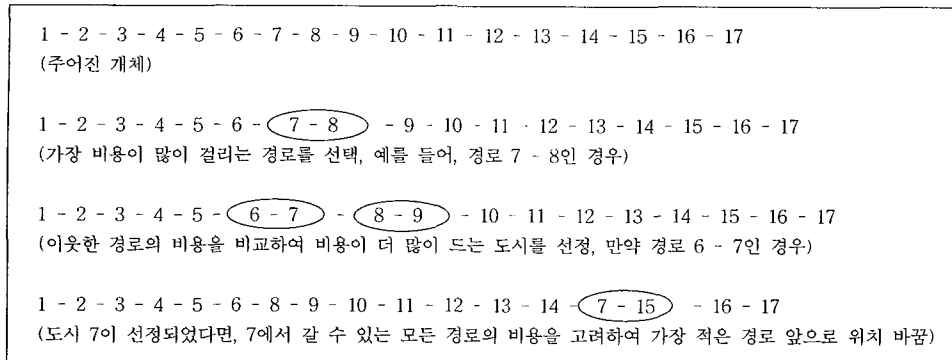 1 - 2 - 3 - 4 - 5 - 6 - 7 - 8 - 9 - 10 - 11 - 12 - 13 - 14 - 15 - 16 - 17
(주어진 개체)
1 - 2 - 3 - 4 - 5 - 6 - 7 - 8 - 9 - 10 - 11 - 12 - 13 - 14 - 15 - 16 - 17
(가장 비용이 많이 걸리는 경로를 선택, 예를 들어, 경로 7 - 8인 경우)
1 - 2 - 3 - 4 - 5 - 6 - 7 - 8 - 9 - 10 - 11 - 12 - 13 - 14 - 15 - 16 - 17
(이웃한 경로의 비용을 비교하여 비용이 더 많이 드는 도시를 선정, 만약 경로 6 - 7인 경우)
1 - 2 - 3 - 4 - 5 - 6 - 8 - 9 - 10 - 11 - 12 - 13 - 14 - 7 - 15 - 16 - 17
(도시 7이 선정되었다면, 7에서 갈 수 있는 모든 경로의 비용을 고려하여 가장 적은 경로 앞으로 위치 바꿈)